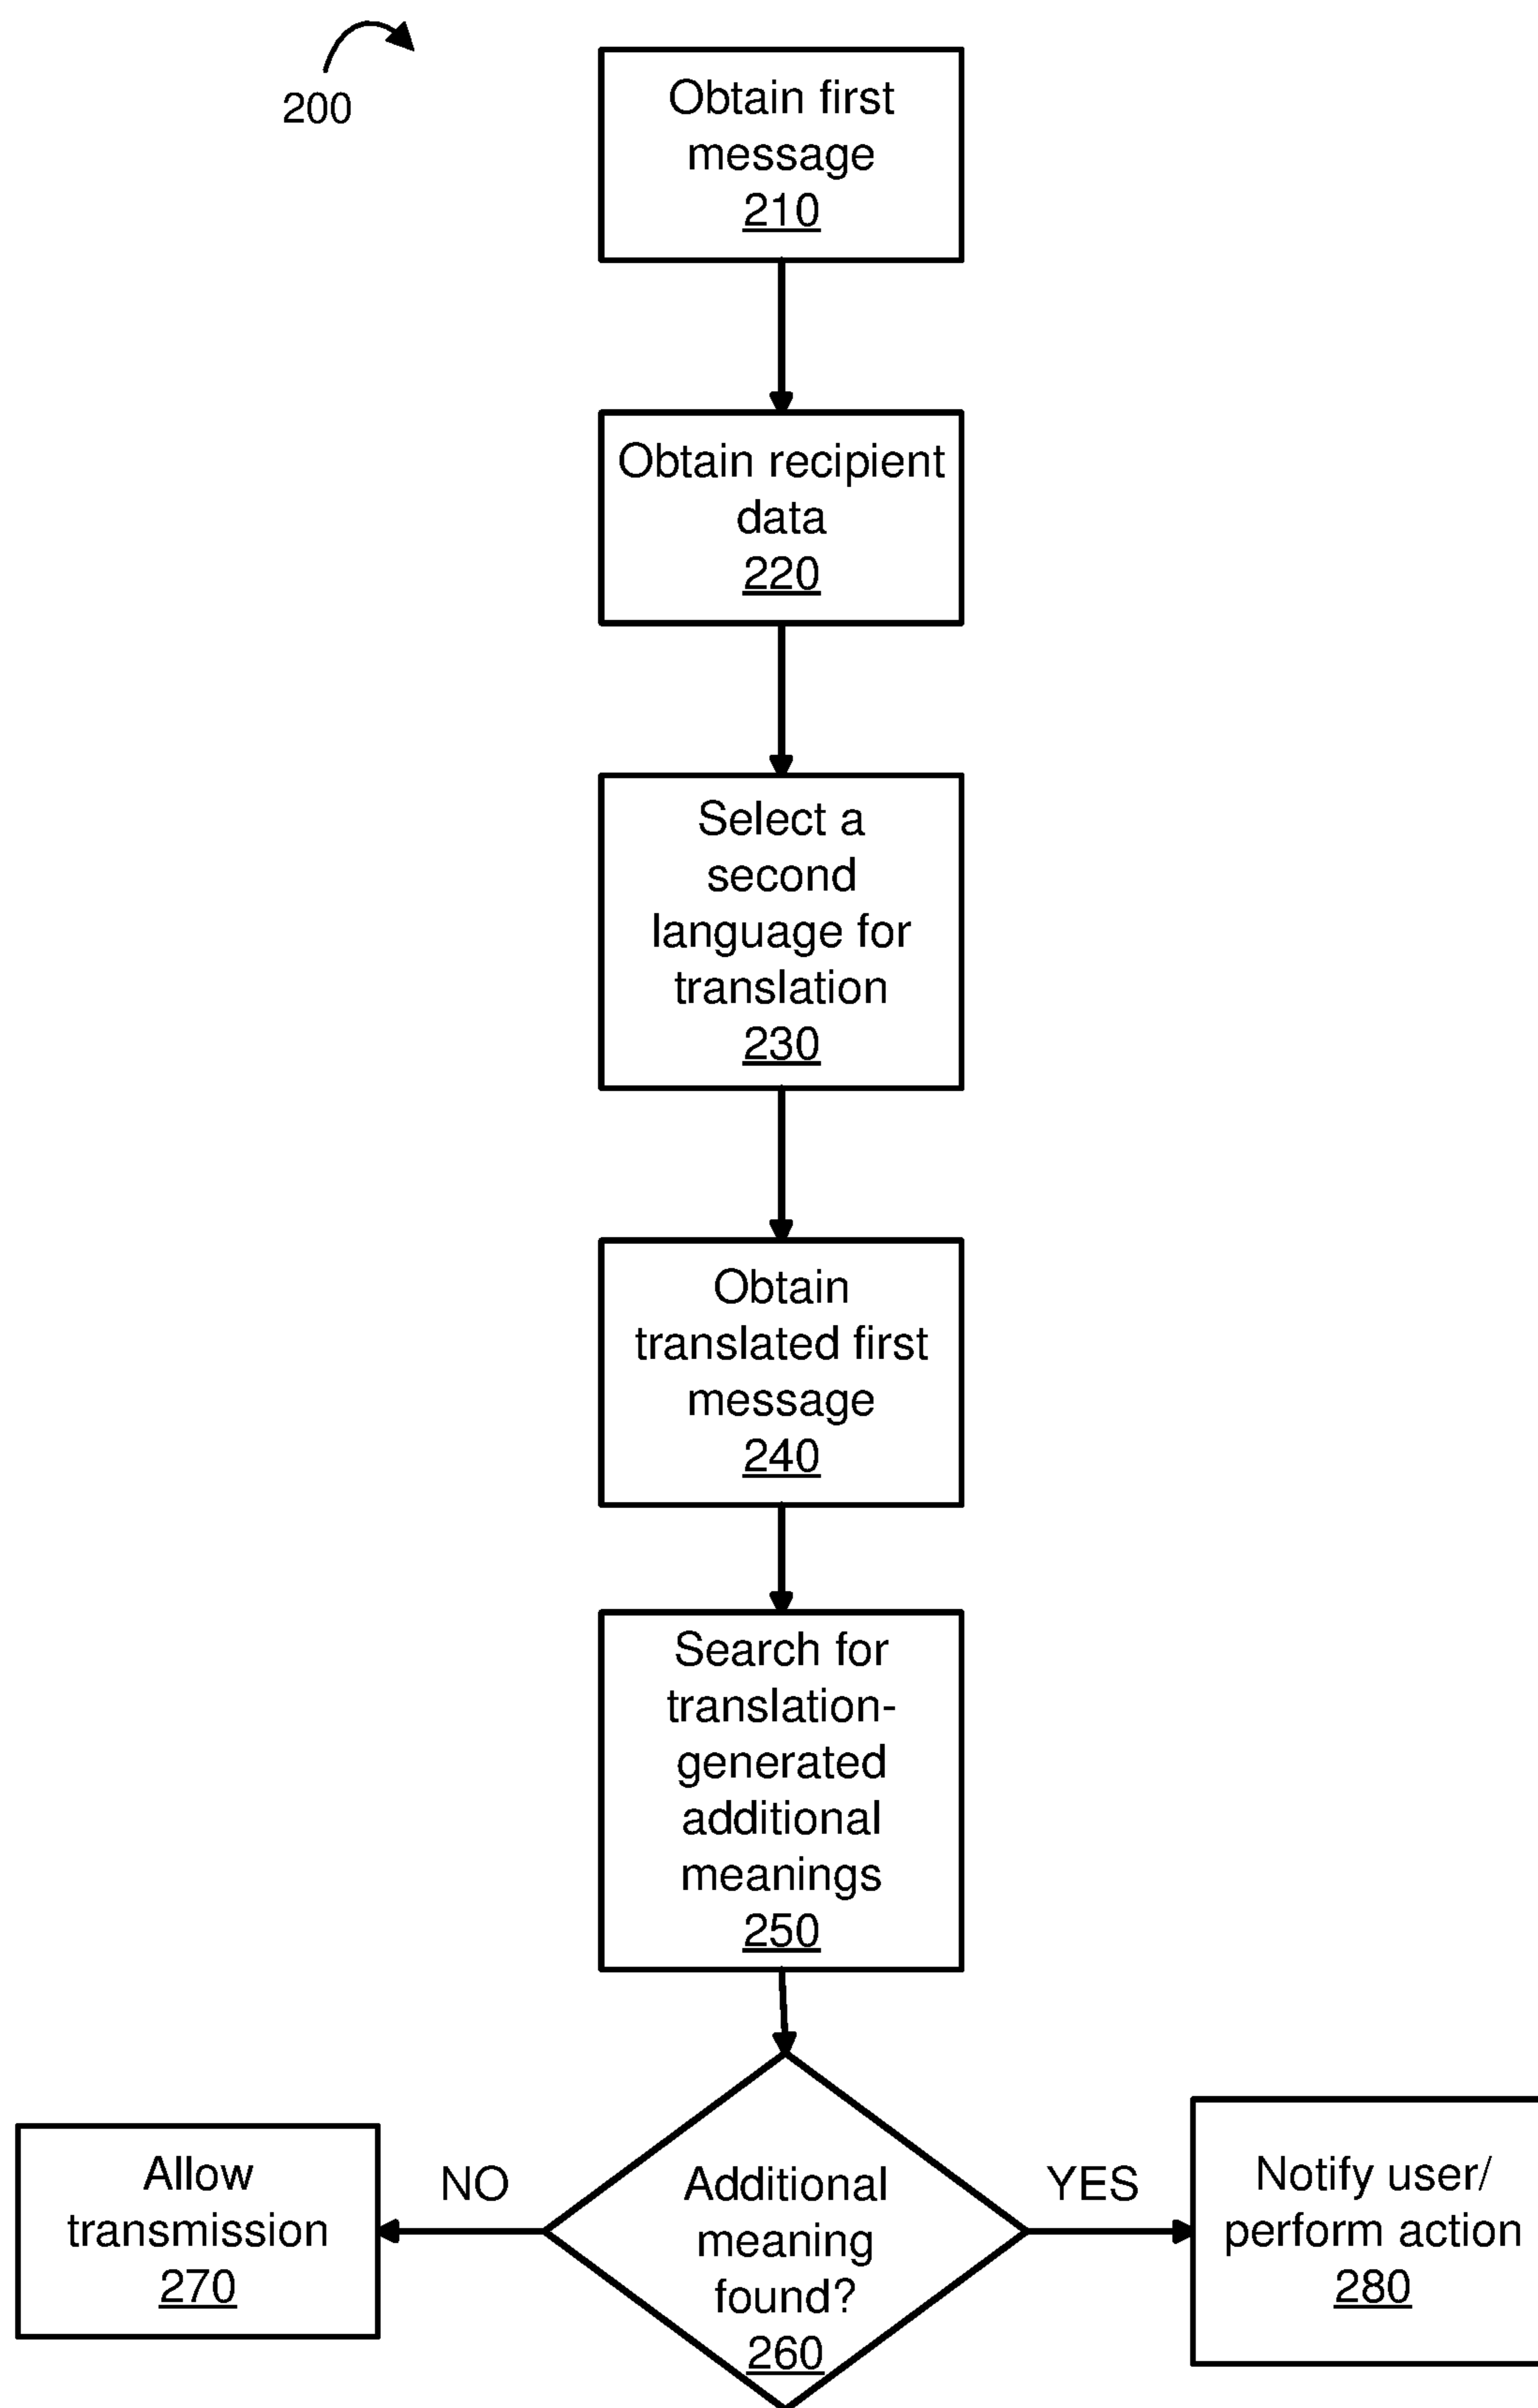 200
Obtain first
message
210
Obtain recipient
data
220
Select a
second
language for
translation
230
Obtain
translated first
message
240
Search for
translation-
generated
additional
meanings
250
Allow
transmission
270
NO
Additional
meaning
found?
260
YES
Notify user/
perform action
280